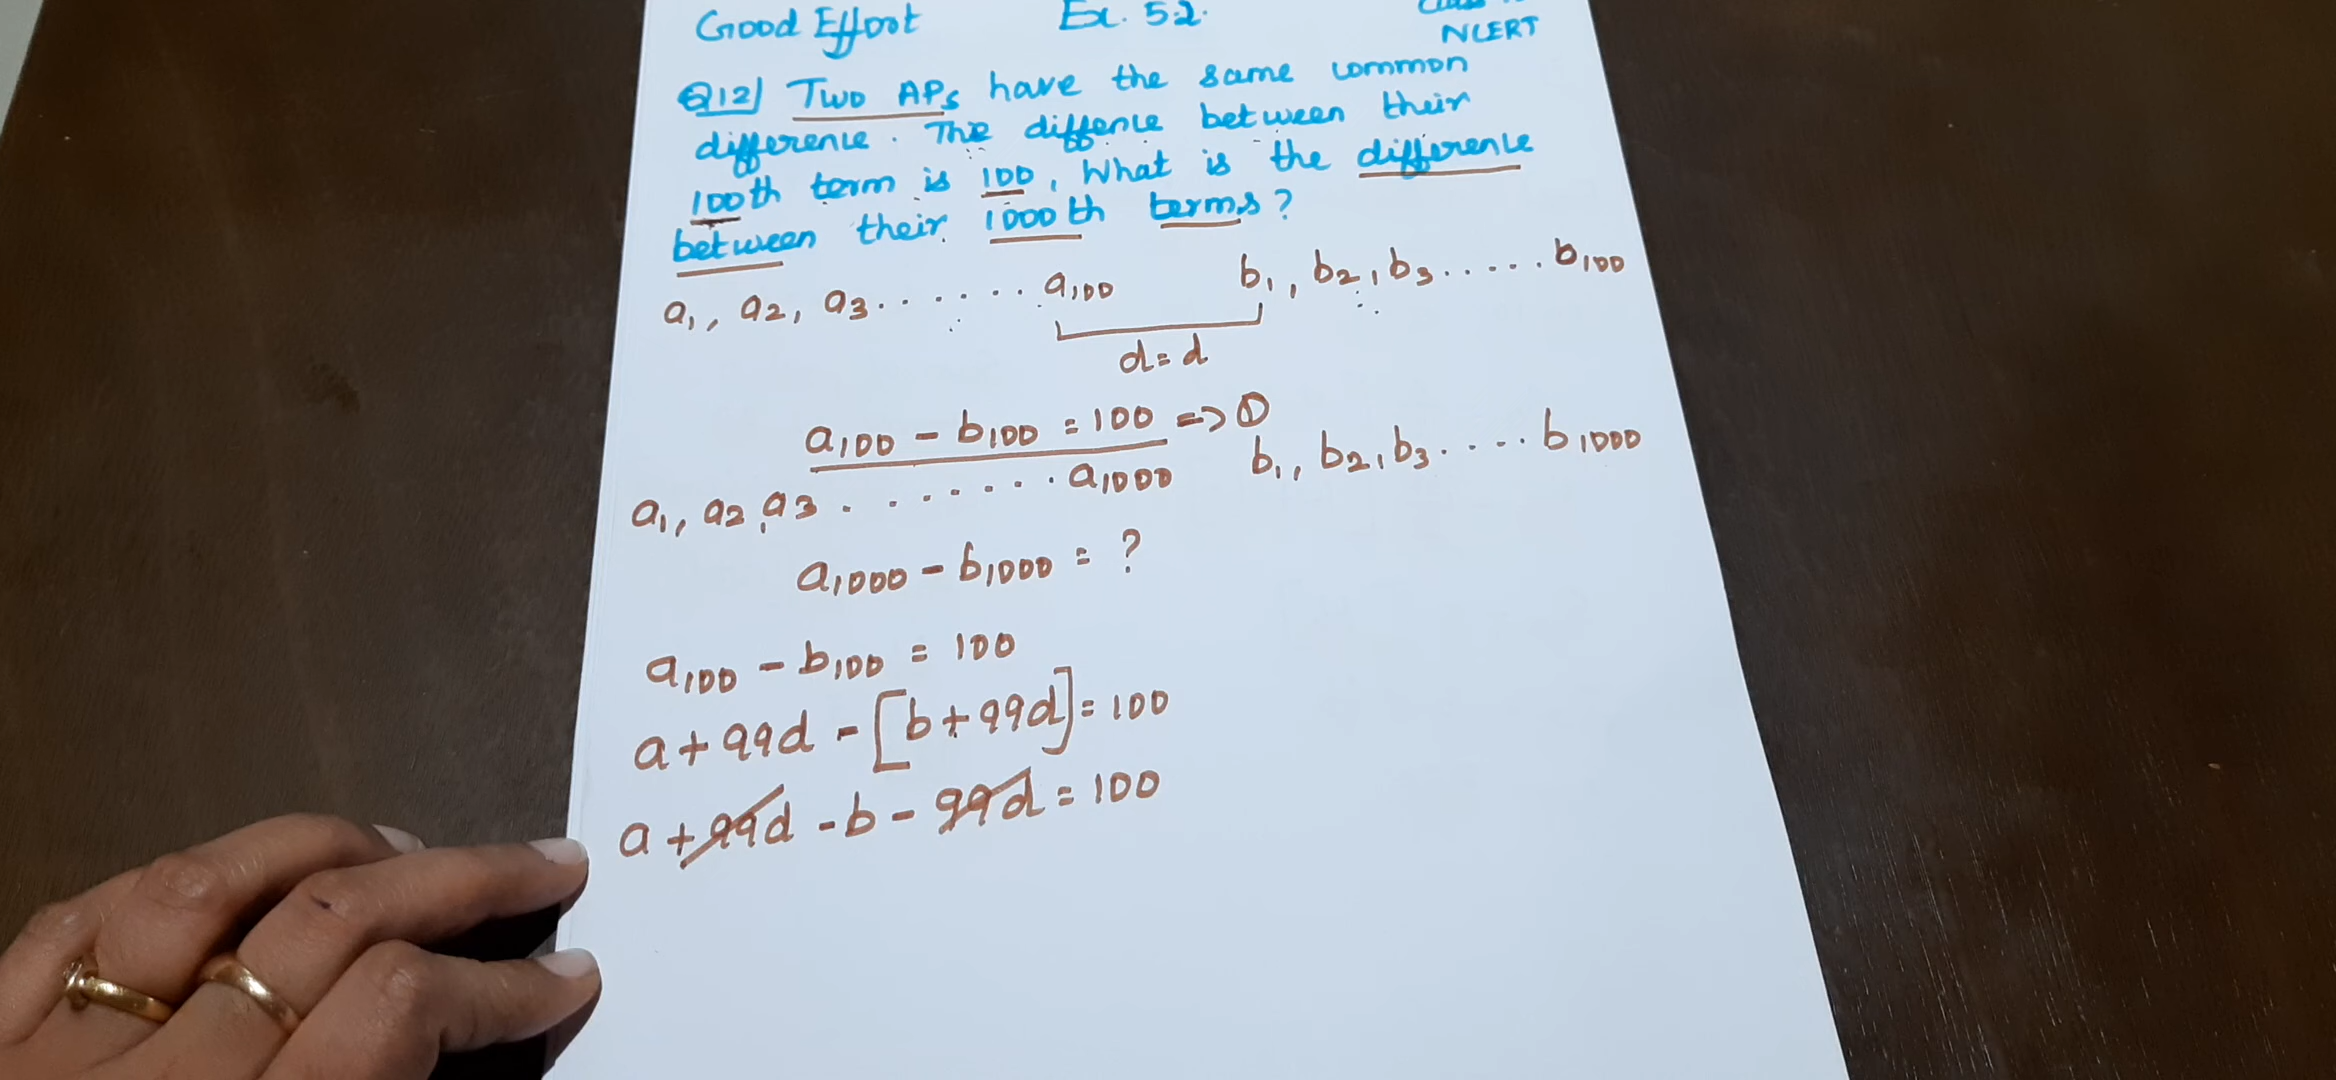 Good Effort Ex. 5.2.
NCERT
Q12) Two APs have the same common
difference. The diffence between their
100th term is 100, What is the difference
between their 1000th terms?
a1, a2, a3....... a100 b1, b2, b3..... b100
d = d
a100 - b100 = 100 => ①
a1, a2, a3 ........ a1000 b1, b2, b3..... b1000
a1000 - b1000 = ?
a100 - b100 = 100
a + 99d - [b + 99d] = 100
a + 99d - b - 99d = 100